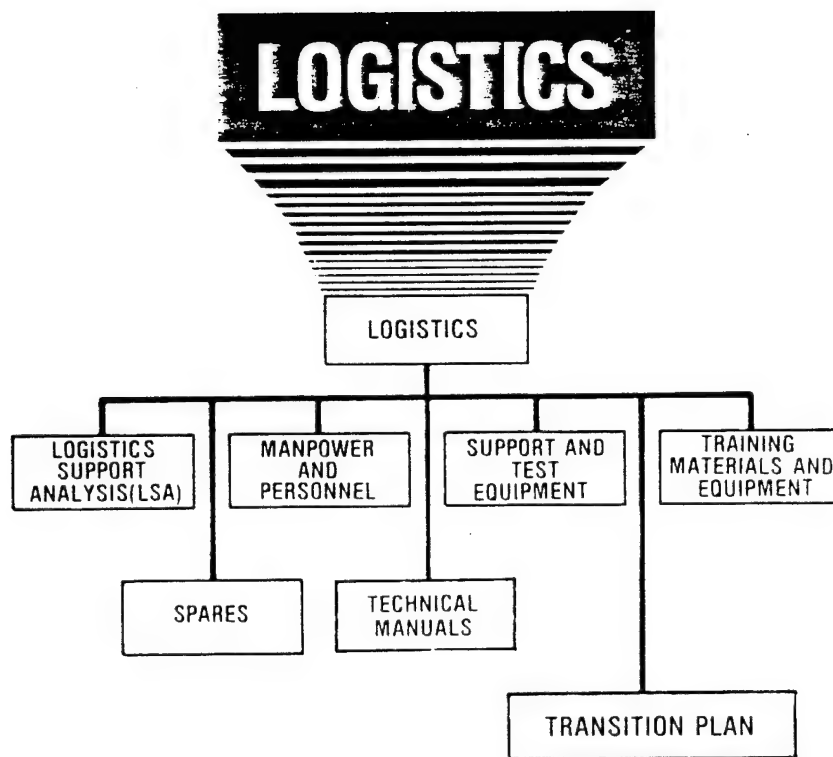 LOGISTICS
LOGISTICS
LOGISTICS
SUPPORT
ANALYSIS(LSA)
MANPOWER
AND
PERSONNEL
SUPPORT AND
TEST
EQUIPMENT
TRAINING
MATERIALS AND
EQUIPMENT
SPARES
TECHNICAL
MANUALS
TRANSITION PLAN